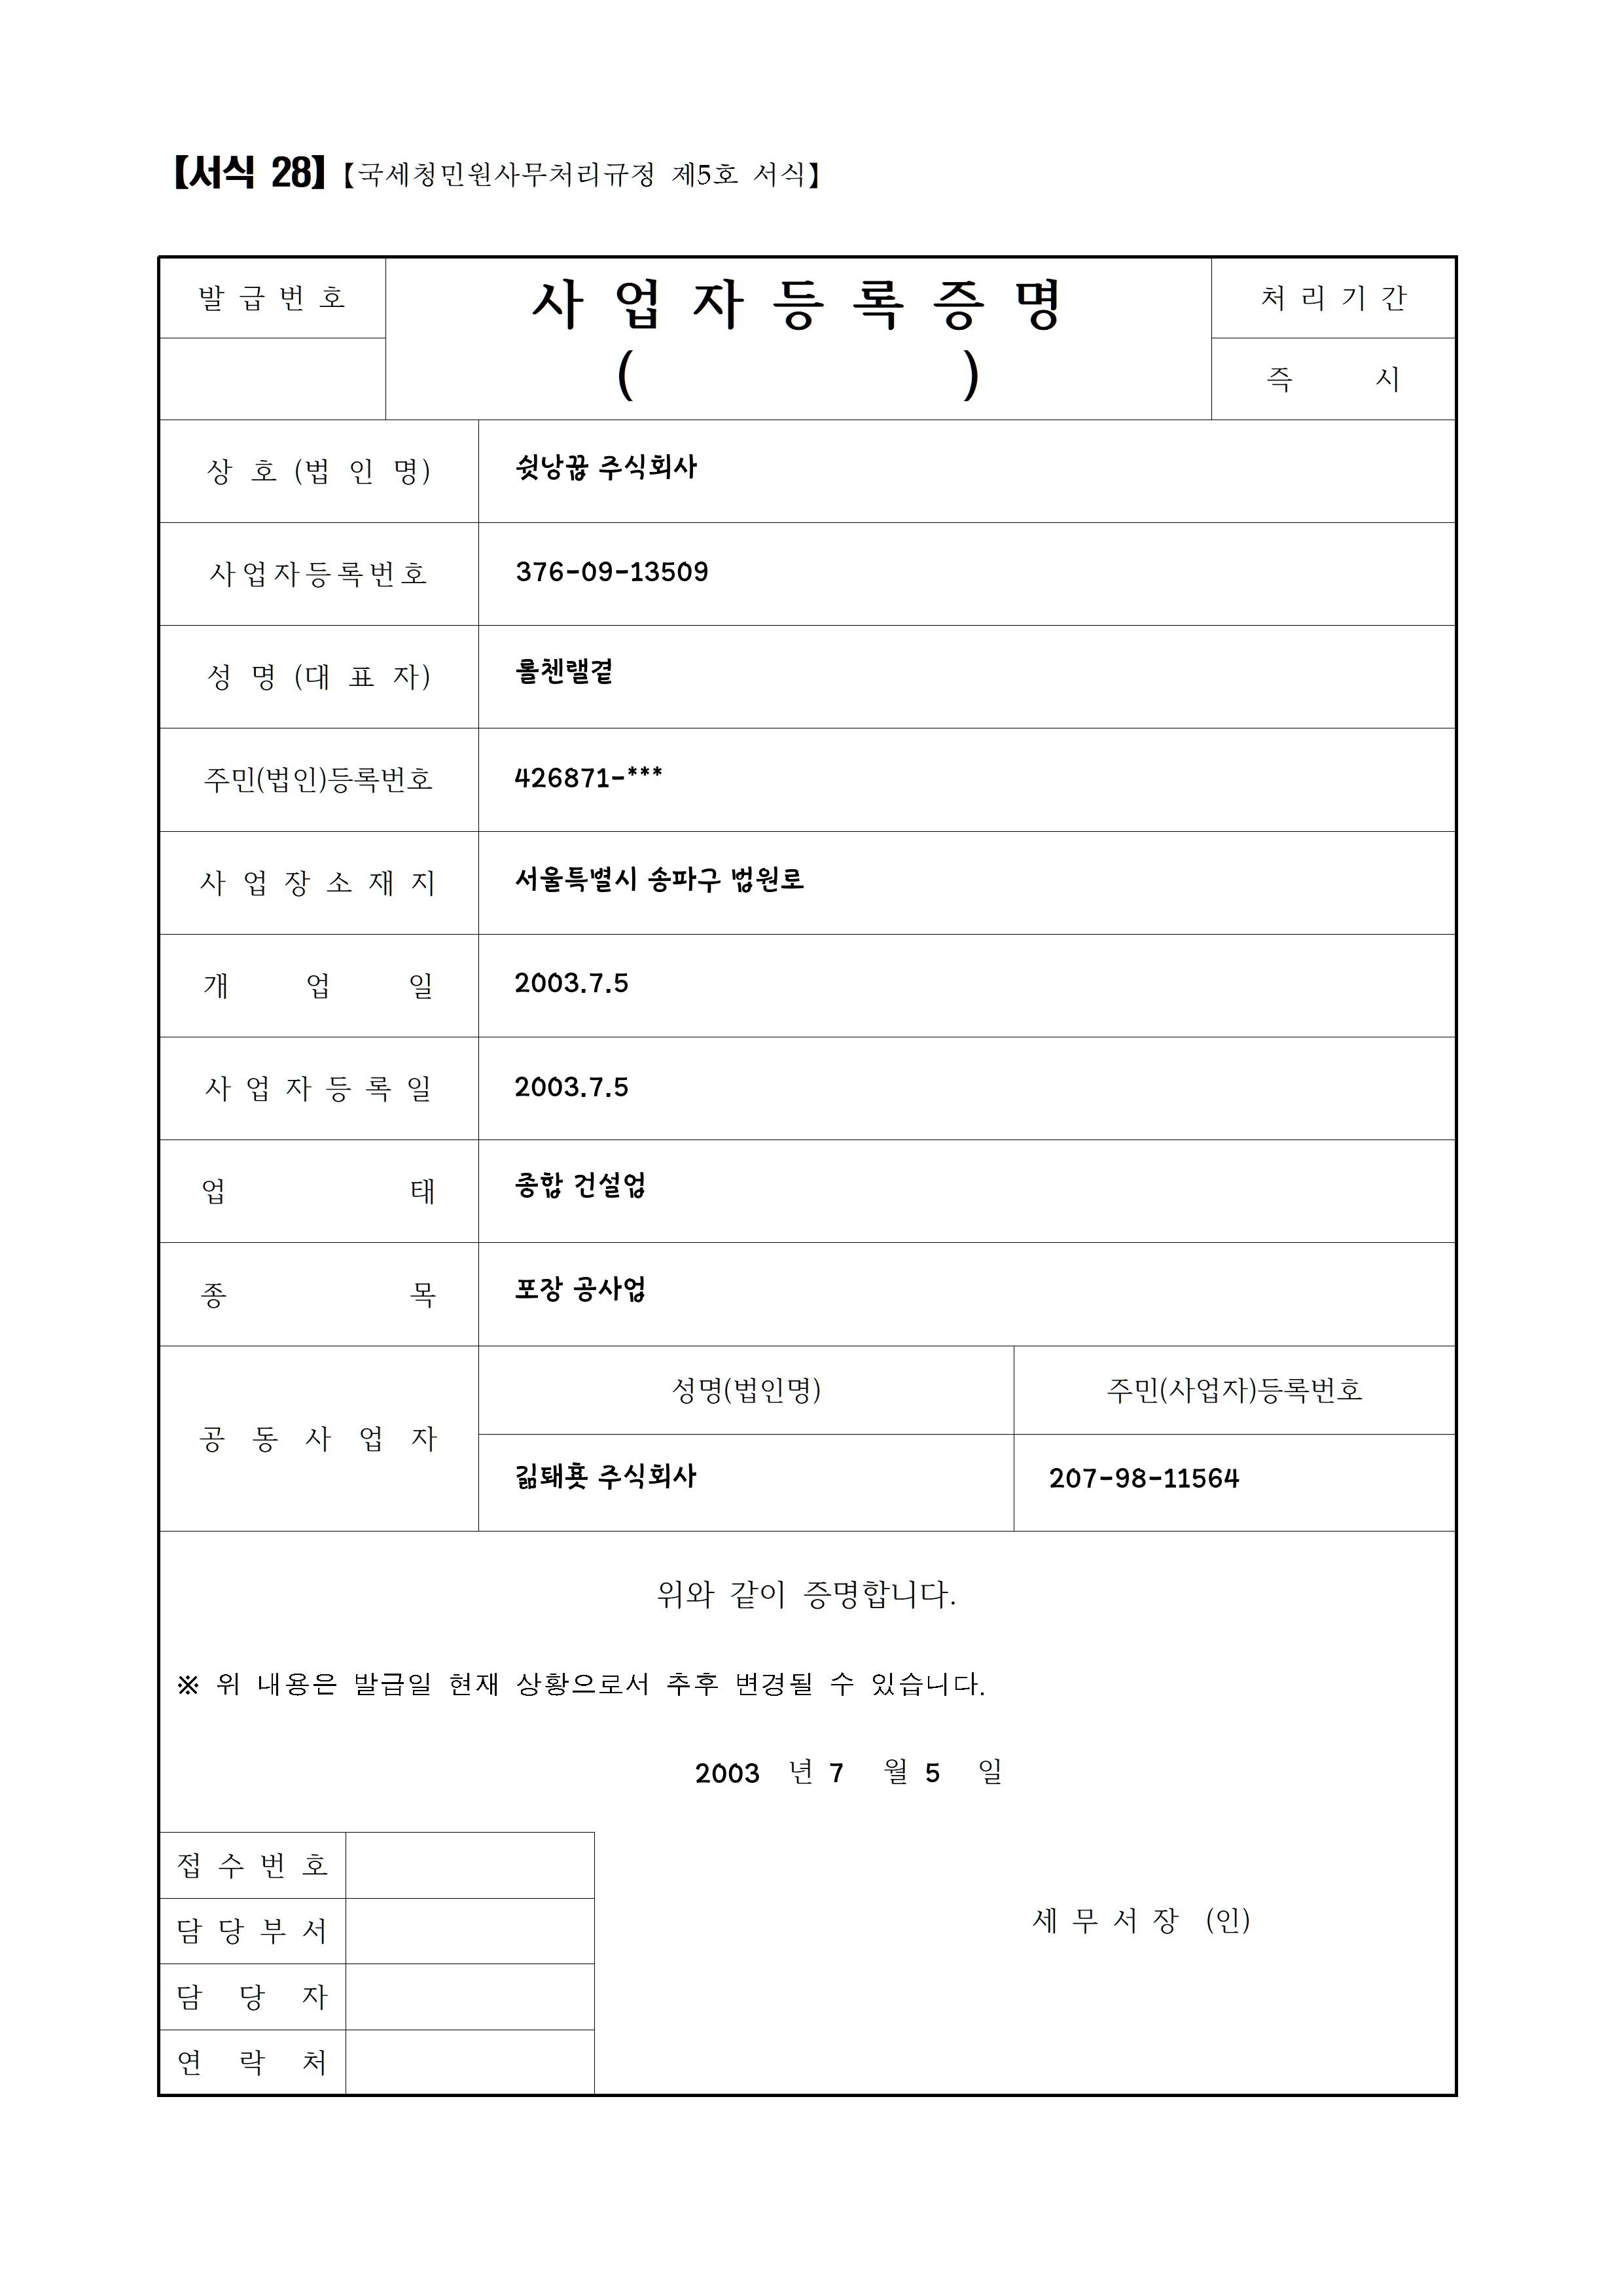 【서식 28】【국세청민원사무처리규정 제5호 서식】
발 급 번 호
사 업 자 등 록 증 명
( )
처 리 기 간
즉 시
상 호 (법 인 명) 쉿낭끓 주식회사
사업자등록번호 376-09-13509
성 명 (대 표 자) 롤첸랠곁
주민(법인)등록번호 426871-***
사 업 장 소 재 지 서울특별시 송파구 법원로
개 업 일 2003.7.5
사 업 자 등 록 일 2003.7.5
업 태 종합 건설업
종 목 포장 공사업
공 동 사 업 자
성명(법인명) 주민(사업자)등록번호
주식회사 207-98-11564
위와 같이 증명합니다.
※ 위 내용은 발급일 현재 상황으로서 추후 변경될 수 있습니다.
2003 년 7 월 5 일
접 수 번 호
담 당 부 서
세 무 서 장 (인)
담 당 자
연 락 처